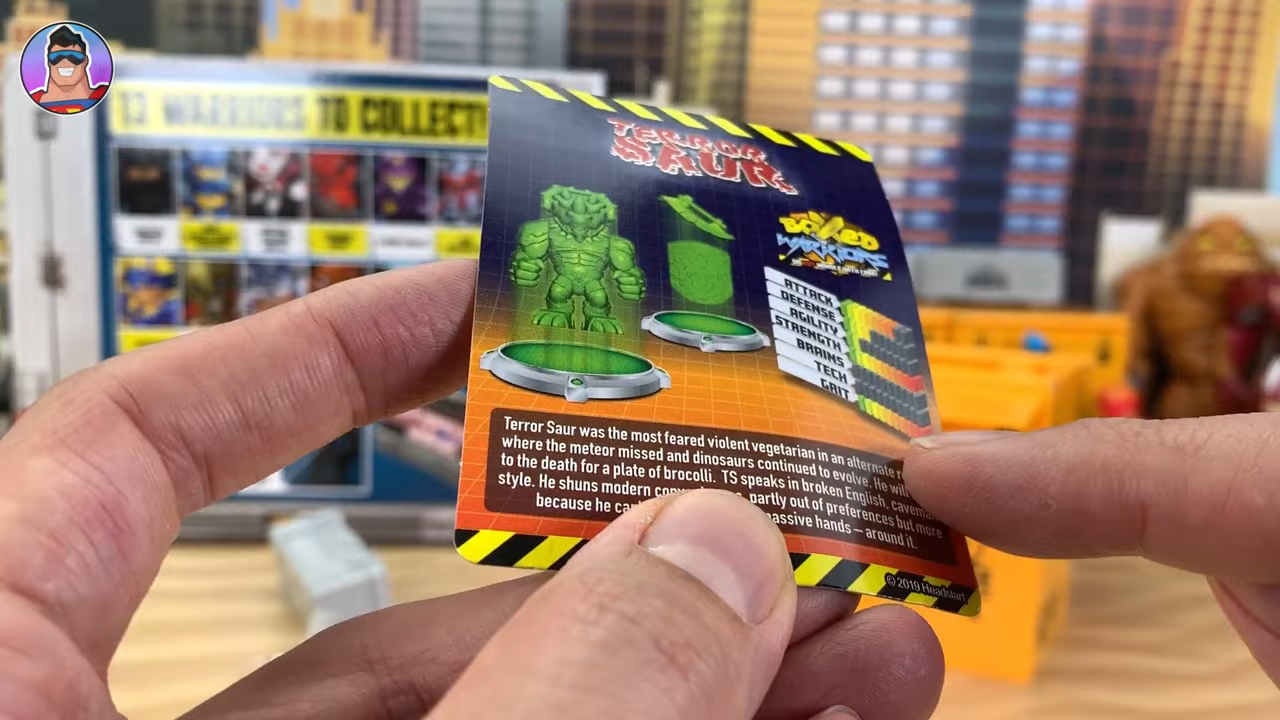 13 WARRIORS TO COLLECT!
TERROR
SAUR
BOXED
WARRIORS
ATTACK
DEFENSE
AGILITY
STRENGTH
BRAINS
TECH
GRIT
Terror Saur was the most feared violent vegetarian in an alternate
where the meteor missed and dinosaurs continued to evolve. He will
to the death for a plate of brocolli. TS speaks in broken English, caveman
style. He shuns modern partly out of preferences but more
because he massive hands – around it.
© 2019 Headstart